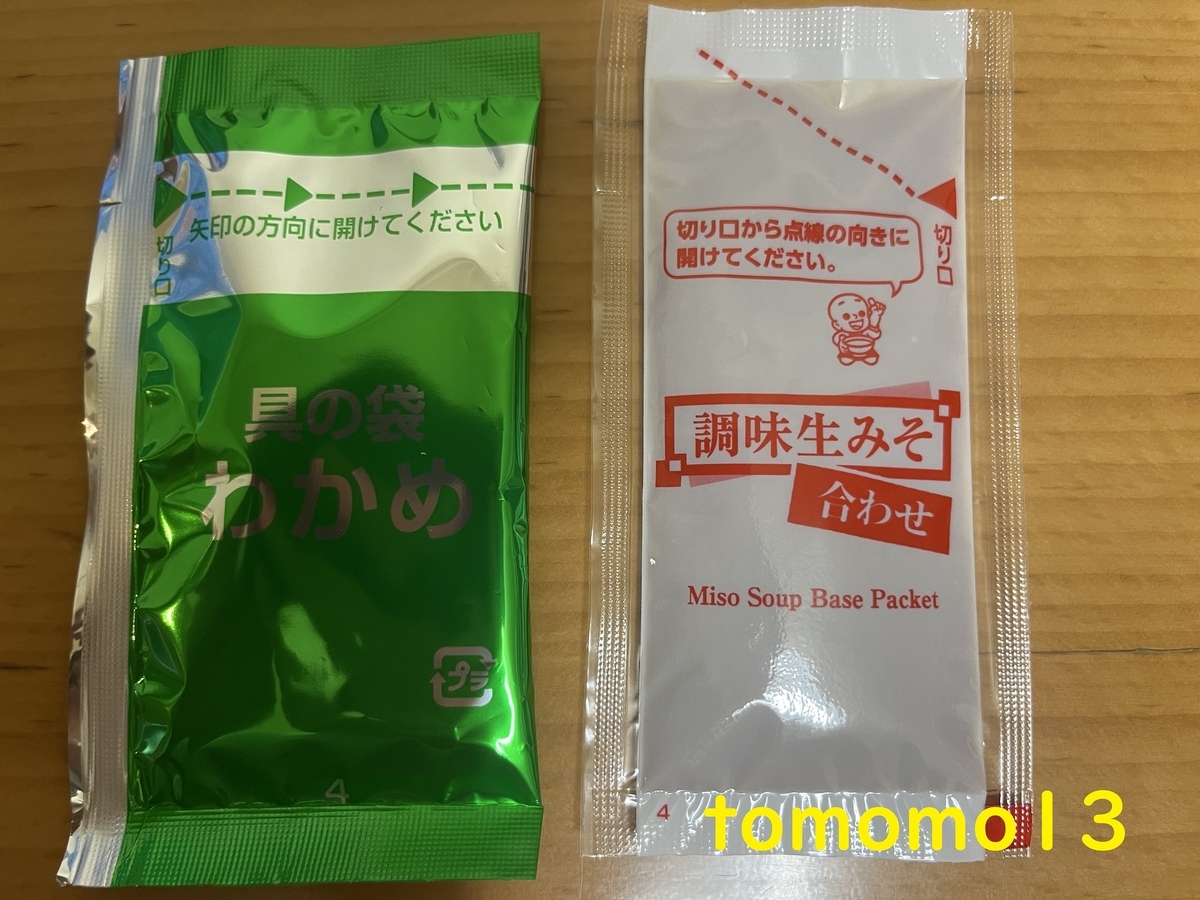 矢印の方向に開けてください
切り口
具の袋
わかめ
プラ
4
切り口から点線の向きに
開けてください。
切り口
調味生みそ
合わせ
Miso Soup Base Packet
4
tomomo13